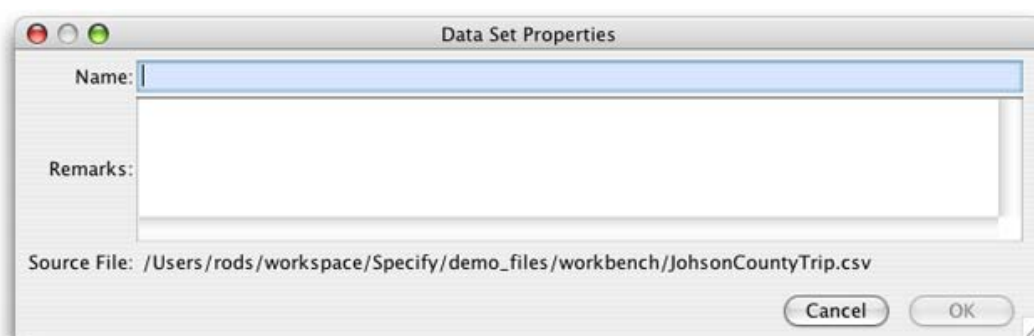 Data Set Properties
Name:
Remarks:
Source File: /Users/rods/workspace/Specify/demo_files/workbench/JohsonCountyTrip.csv
Cancel OK